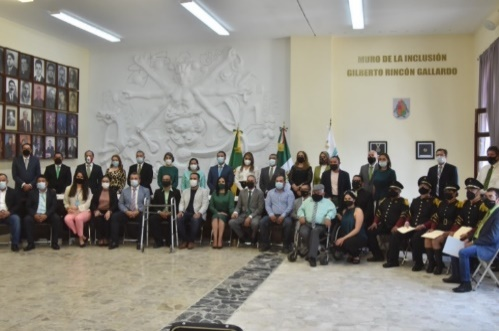 MURO DE LA INCLUSIÓN
GILBERTO RINCÓN GALLARDO